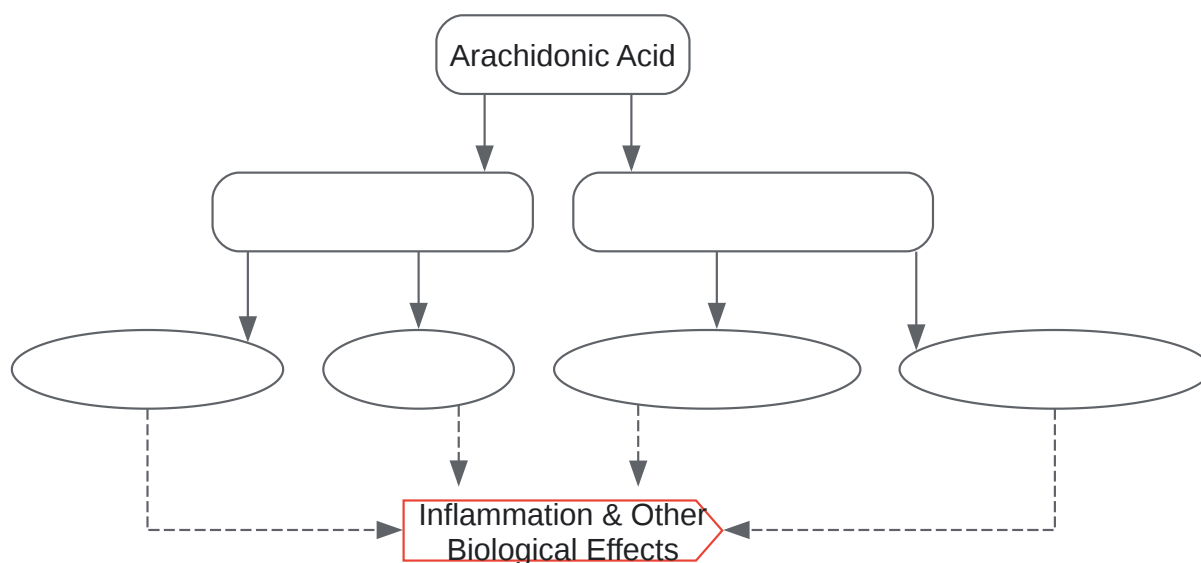 Arachidonic Acid
Inflammation & Other
Biological Effects